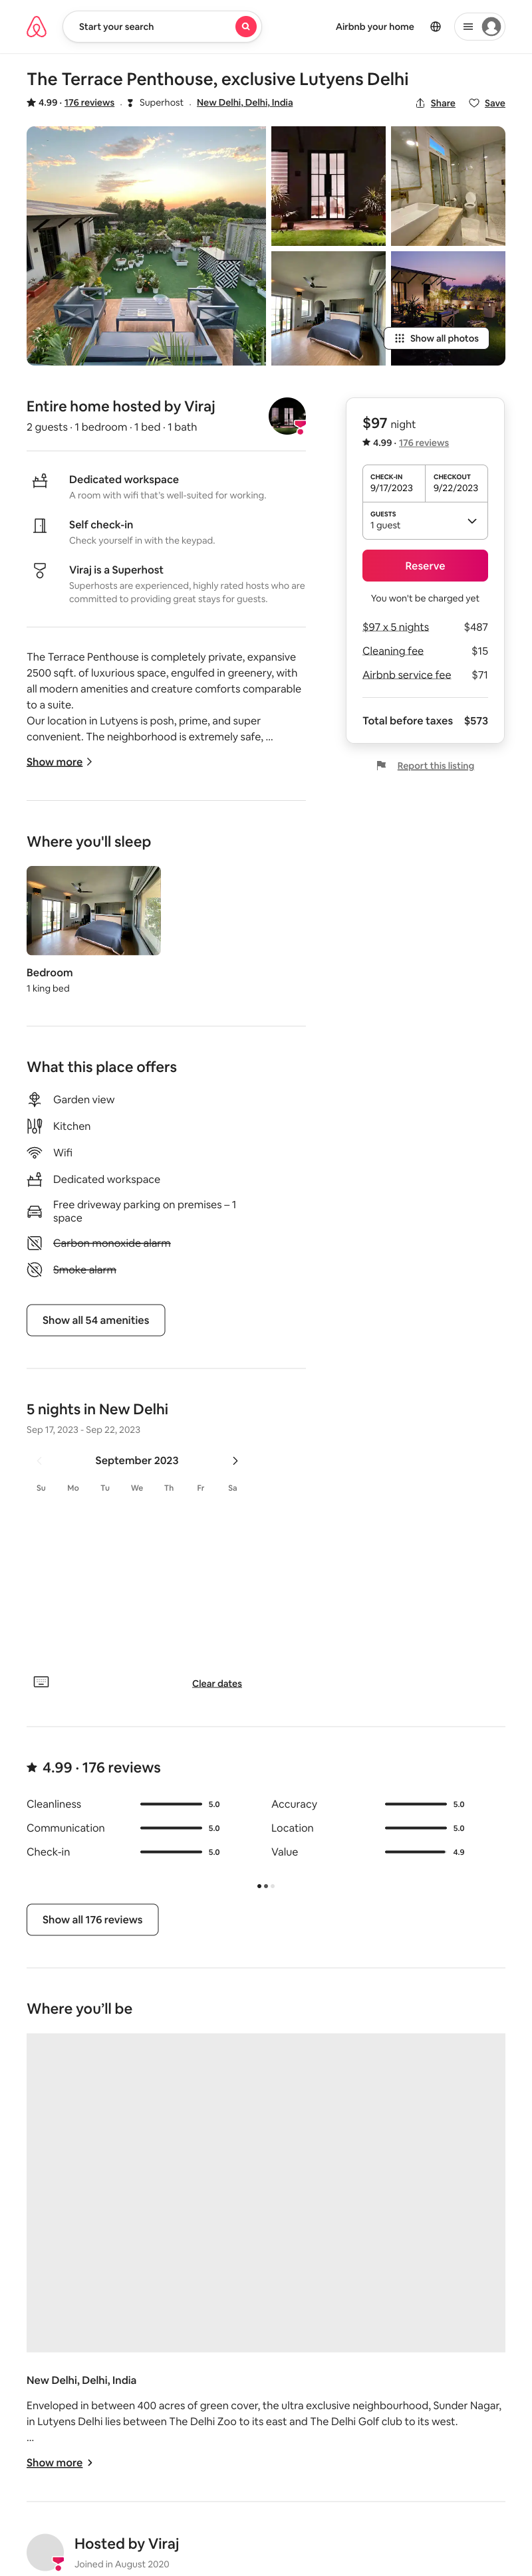 Start your search
Airbnb your home
The Terrace Penthouse, exclusive Lutyens Delhi
4.99 · 176 reviews · Superhost · New Delhi, Delhi, India
Share
Save
Show all photos
Entire home hosted by Viraj
2 guests · 1 bedroom · 1 bed · 1 bath
Dedicated workspace
A room with wifi that’s well-suited for working.
Self check-in
Check yourself in with the keypad.
Viraj is a Superhost
Superhosts are experienced, highly rated hosts who are
committed to providing great stays for guests.
The Terrace Penthouse is completely private, expansive
2500 sqft. of luxurious space, engulfed in greenery, with
all modern amenities and creature comforts comparable
to a suite.
Our location in Lutyens is posh, prime, and super
convenient. The neighborhood is extremely safe, ...
Show more
$97 night
4.99 · 176 reviews
CHECK-IN
9/17/2023
CHECKOUT
9/22/2023
GUESTS
1 guest
Reserve
You won't be charged yet
$97 x 5 nights $487
Cleaning fee $15
Airbnb service fee $71
Total before taxes $573
Report this listing
Where you'll sleep
Bedroom
1 king bed
What this place offers
Garden view
Kitchen
Wifi
Dedicated workspace
Free driveway parking on premises – 1
space
Carbon monoxide alarm
Smoke alarm
Show all 54 amenities
5 nights in New Delhi
Sep 17, 2023 - Sep 22, 2023
September 2023
Su Mo Tu We Th Fr Sa
Clear dates
4.99 · 176 reviews
Cleanliness 5.0
Accuracy 5.0
Communication 5.0
Location 5.0
Check-in 5.0
Value 4.9
Show all 176 reviews
Where you’ll be
New Delhi, Delhi, India
Enveloped in between 400 acres of green cover, the ultra exclusive neighbourhood, Sunder Nagar,
in Lutyens Delhi lies between The Delhi Zoo to its east and The Delhi Golf club to its west.
...
Show more
Hosted by Viraj
Joined in August 2020